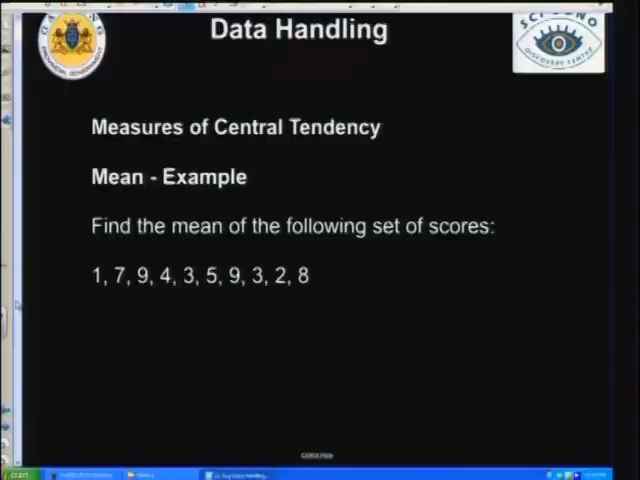 Data Handling
Measures of Central Tendency
Mean - Example
Find the mean of the following set of scores:
1, 7, 9, 4, 3, 5, 9, 3, 2, 8